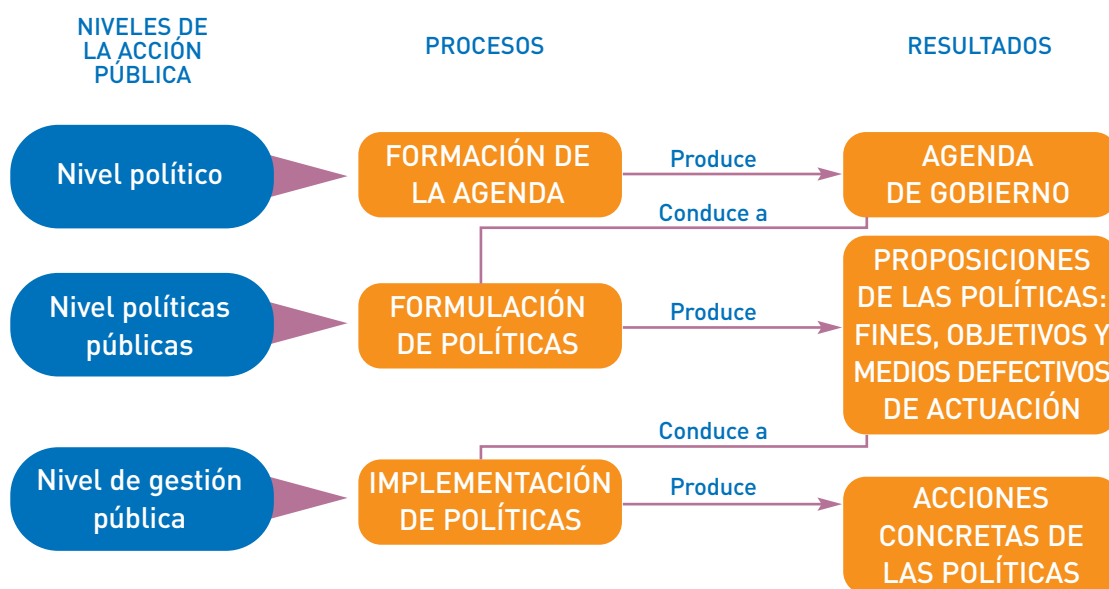 NIVELES DE
LA ACCIÓN
PÚBLICA
PROCESOS
RESULTADOS
Nivel político
FORMACIÓN DE
LA AGENDA
Produce
AGENDA
DE GOBIERNO
Conduce a
Nivel políticas
públicas
FORMULACIÓN
DE POLÍTICAS
Produce
PROPOSICIONES
DE LAS POLÍTICAS:
FINES, OBJETIVOS Y
MEDIOS DEFECTIVOS
DE ACTUACIÓN
Conduce a
Nivel de gestión
pública
IMPLEMENTACIÓN
DE POLÍTICAS
Produce
ACCIONES
CONCRETAS DE
LAS POLÍTICAS